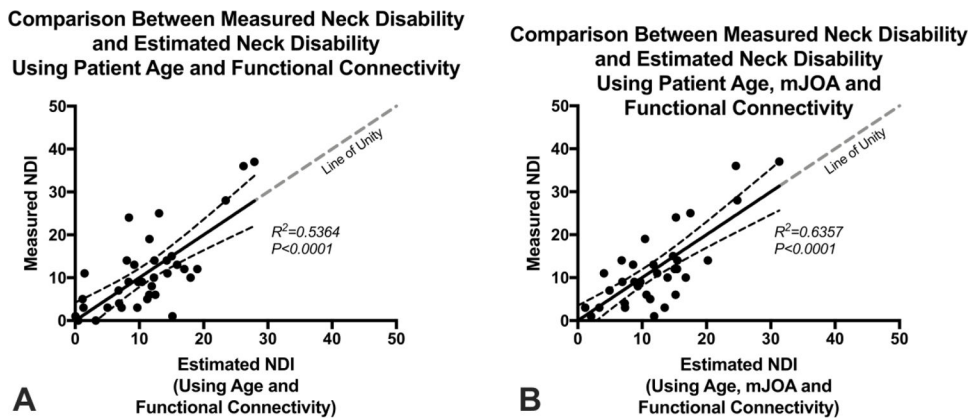 Comparison Between Measured Neck Disability
and Estimated Neck Disability
Using Patient Age and Functional Connectivity
50
40
30
20
10
0
Measured NDI
Line of Unity
R²=0.5364
P<0.0001
0 10 20 30 40 50
Estimated NDI
(Using Age and
Functional Connectivity)
A
Comparison Between Measured Neck Disability
and Estimated Neck Disability
Using Patient Age, mJOA and
Functional Connectivity
50
40
30
20
10
0
Measured NDI
Line of Unity
R²=0.6357
P<0.0001
0 10 20 30 40 50
Estimated NDI
(Using Age, mJOA and
Functional Connectivity)
B